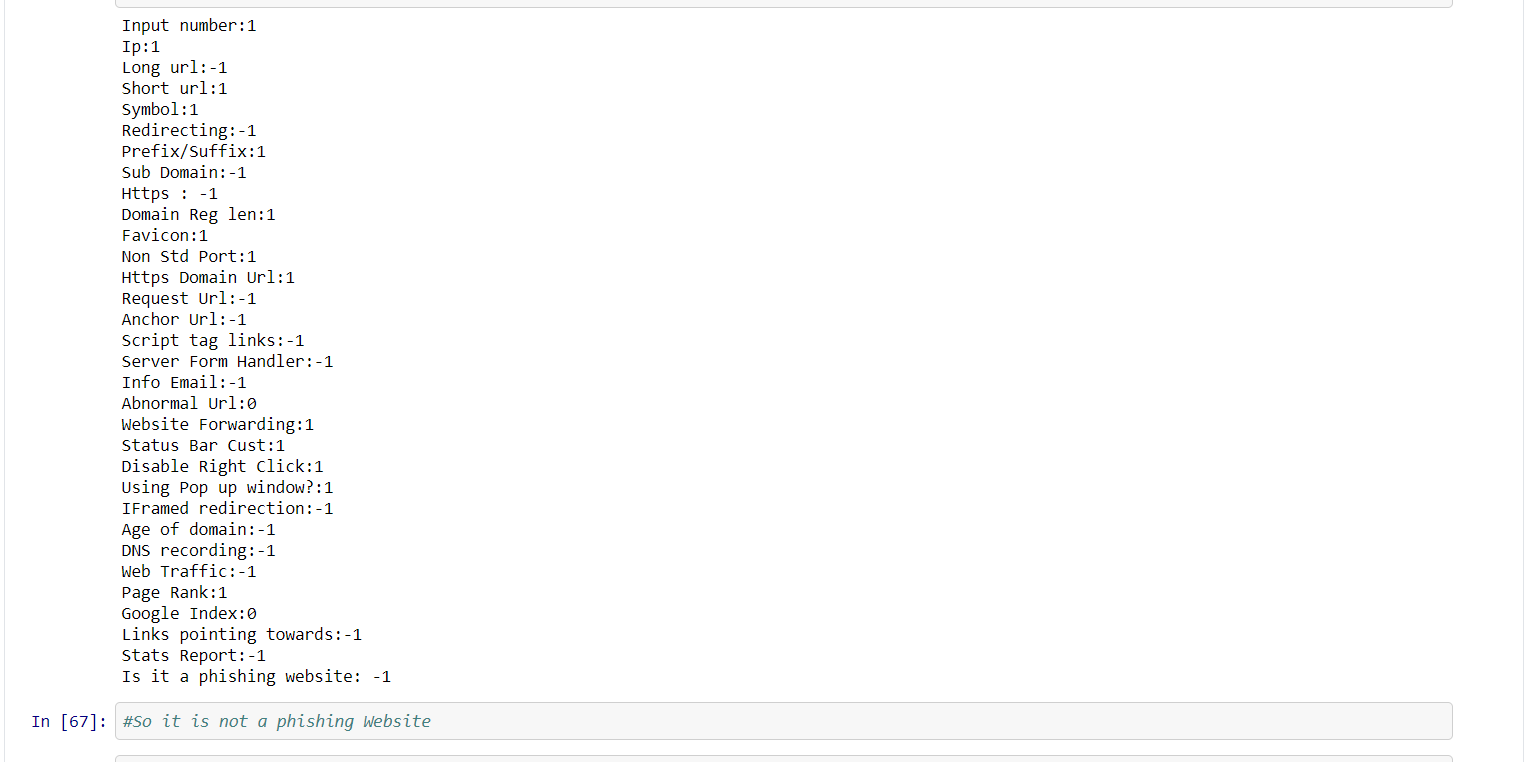 Input number:1
Ip:1
Long url:-1
Short url:1
Symbol:1
Redirecting:-1
Prefix/Suffix:1
Sub Domain:-1
Https : -1
Domain Reg len:1
Favicon:1
Non Std Port:1
Https Domain Url:1
Request Url:-1
Anchor Url:-1
Script tag links:-1
Server Form Handler:-1
Info Email:-1
Abnormal Url:0
Website Forwarding:1
Status Bar Cust:1
Disable Right Click:1
Using Pop up window?:1
IFramed redirection:-1
Age of domain:-1
DNS recording:-1
Web Traffic:-1
Page Rank:1
Google Index:0
Links pointing towards:-1
Stats Report:-1
Is it a phishing website: -1
In [67]: #So it is not a phishing Website